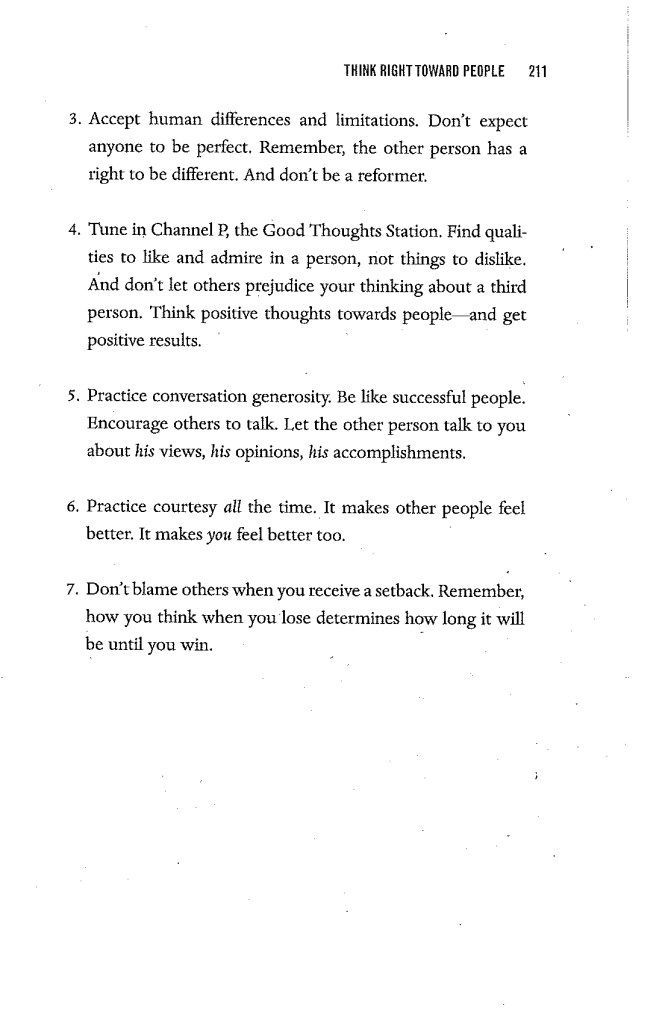 THINK RIGHT TOWARD PEOPLE 211
3. Accept human differences and limitations. Don't expect
anyone to be perfect. Remember, the other person has a
right to be different. And don't be a reformer.
4. Tune in Channel P, the Good Thoughts Station. Find quali-
ties to like and admire in a person, not things to dislike.
And don't let others prejudice your thinking about a third
person. Think positive thoughts towards people—and get
positive results.
5. Practice conversation generosity. Be like successful people.
Encourage others to talk. Let the other person talk to you
about his views, his opinions, his accomplishments.
6. Practice courtesy all the time. It makes other people feel
better. It makes you feel better too.
7. Don't blame others when you receive a setback. Remember,
how you think when you lose determines how long it will
be until you win.